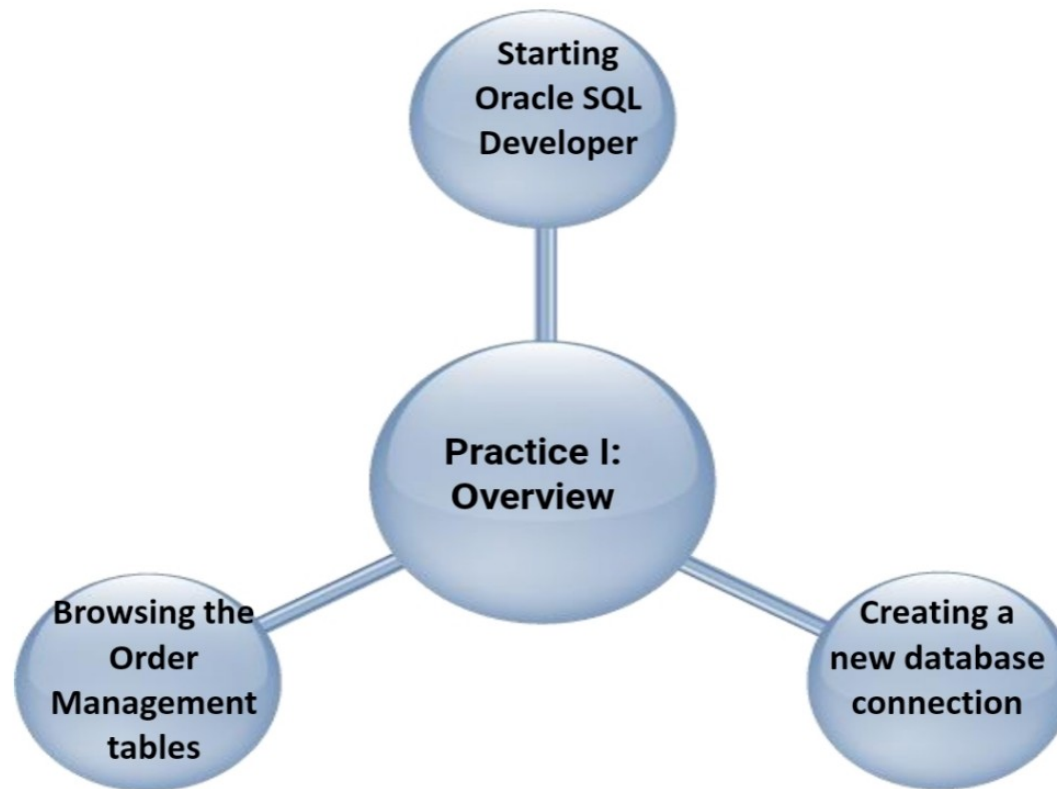 Starting
Oracle SQL
Developer
Practice I:
Overview
Browsing the
Order
Management
tables
Creating a
new database
connection